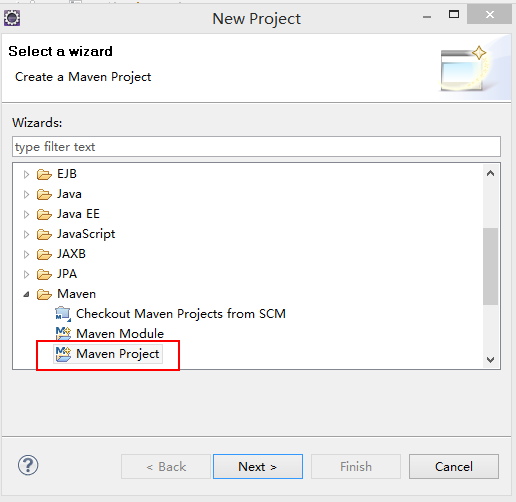 New Project
Select a wizard
Create a Maven Project
Wizards:
type filter text
EJB
Java
Java EE
JavaScript
JAXB
JPA
Maven
Checkout Maven Projects from SCM
Maven Module
Maven Project
?
< Back
Next >
Finish
Cancel